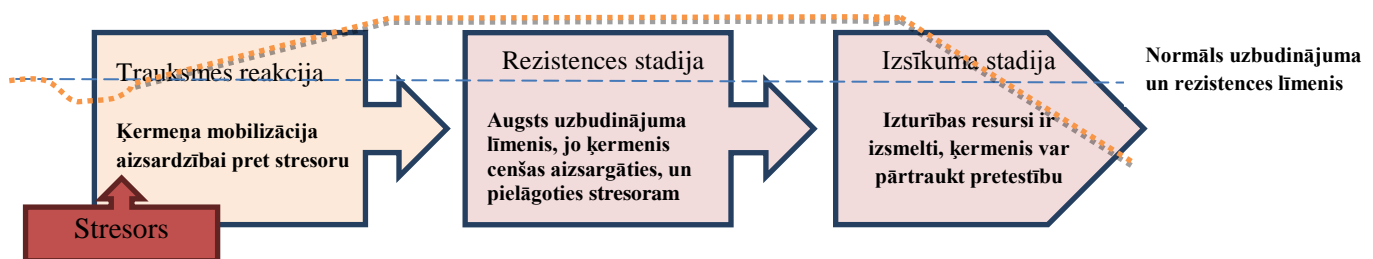 Trauksmes reakcija
Ķermeņa mobilizācija
aizsardzībai pret stresoru
Stresors
Rezistences stadija
Augsts uzbudinājuma
līmenis, jo ķermenis
cenšas aizsargāties, un
pielāgoties stresoram
Izsīkuma stadija
Izturības resursi ir
izsmelti, ķermenis var
pārtraukt pretestību
Normāls uzbudinājuma
un rezistences līmenis